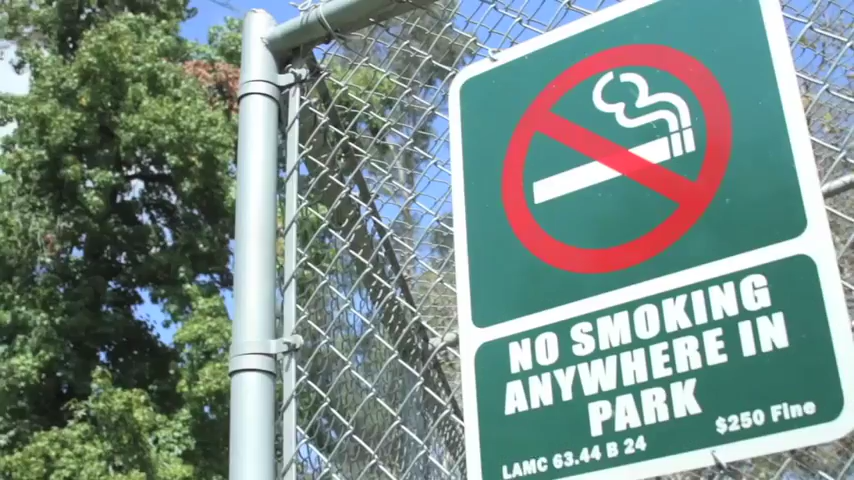 NO SMOKING
ANYWHERE IN
PARK
$250 Fine
LAMC 63.44 B 24